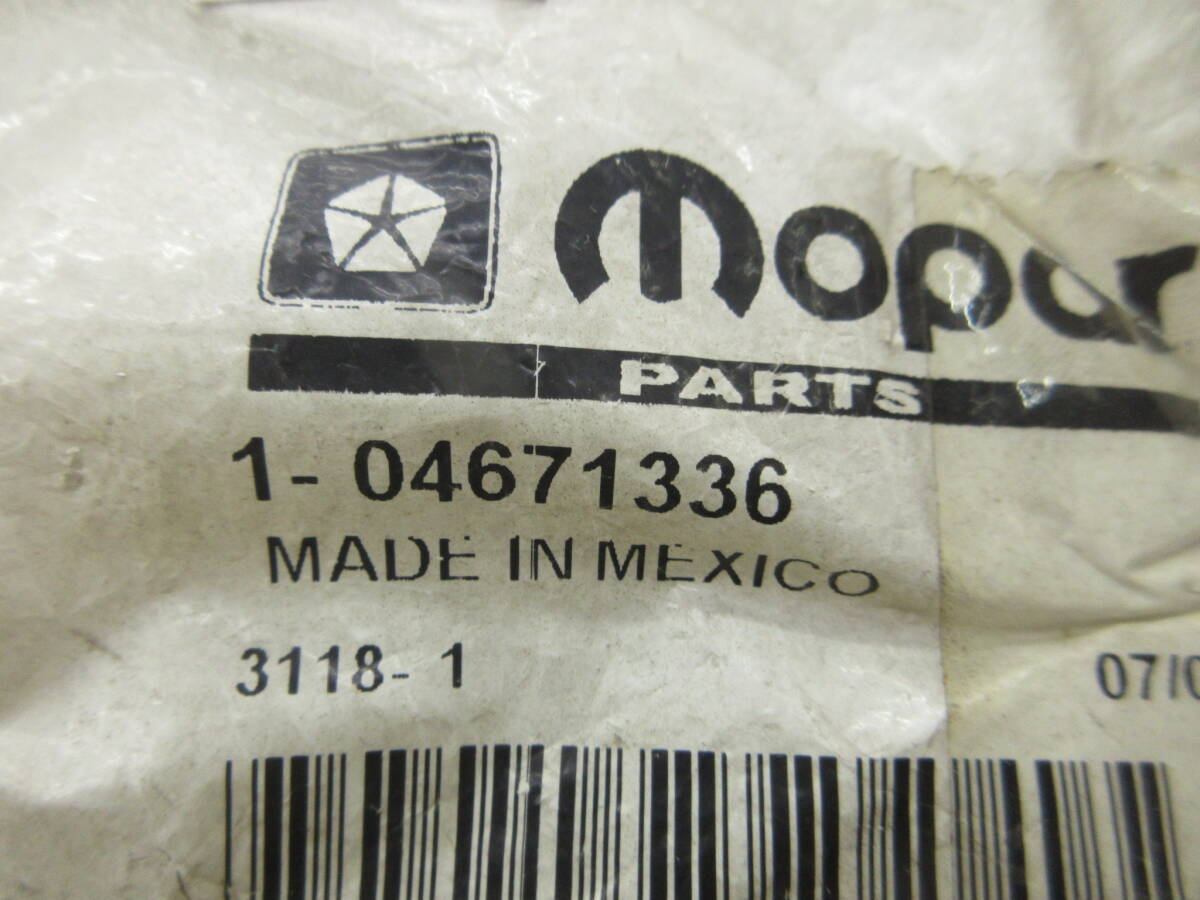 Mopar
PARTS
1- 04671336
MADE IN MEXICO
3118- 1 07/0